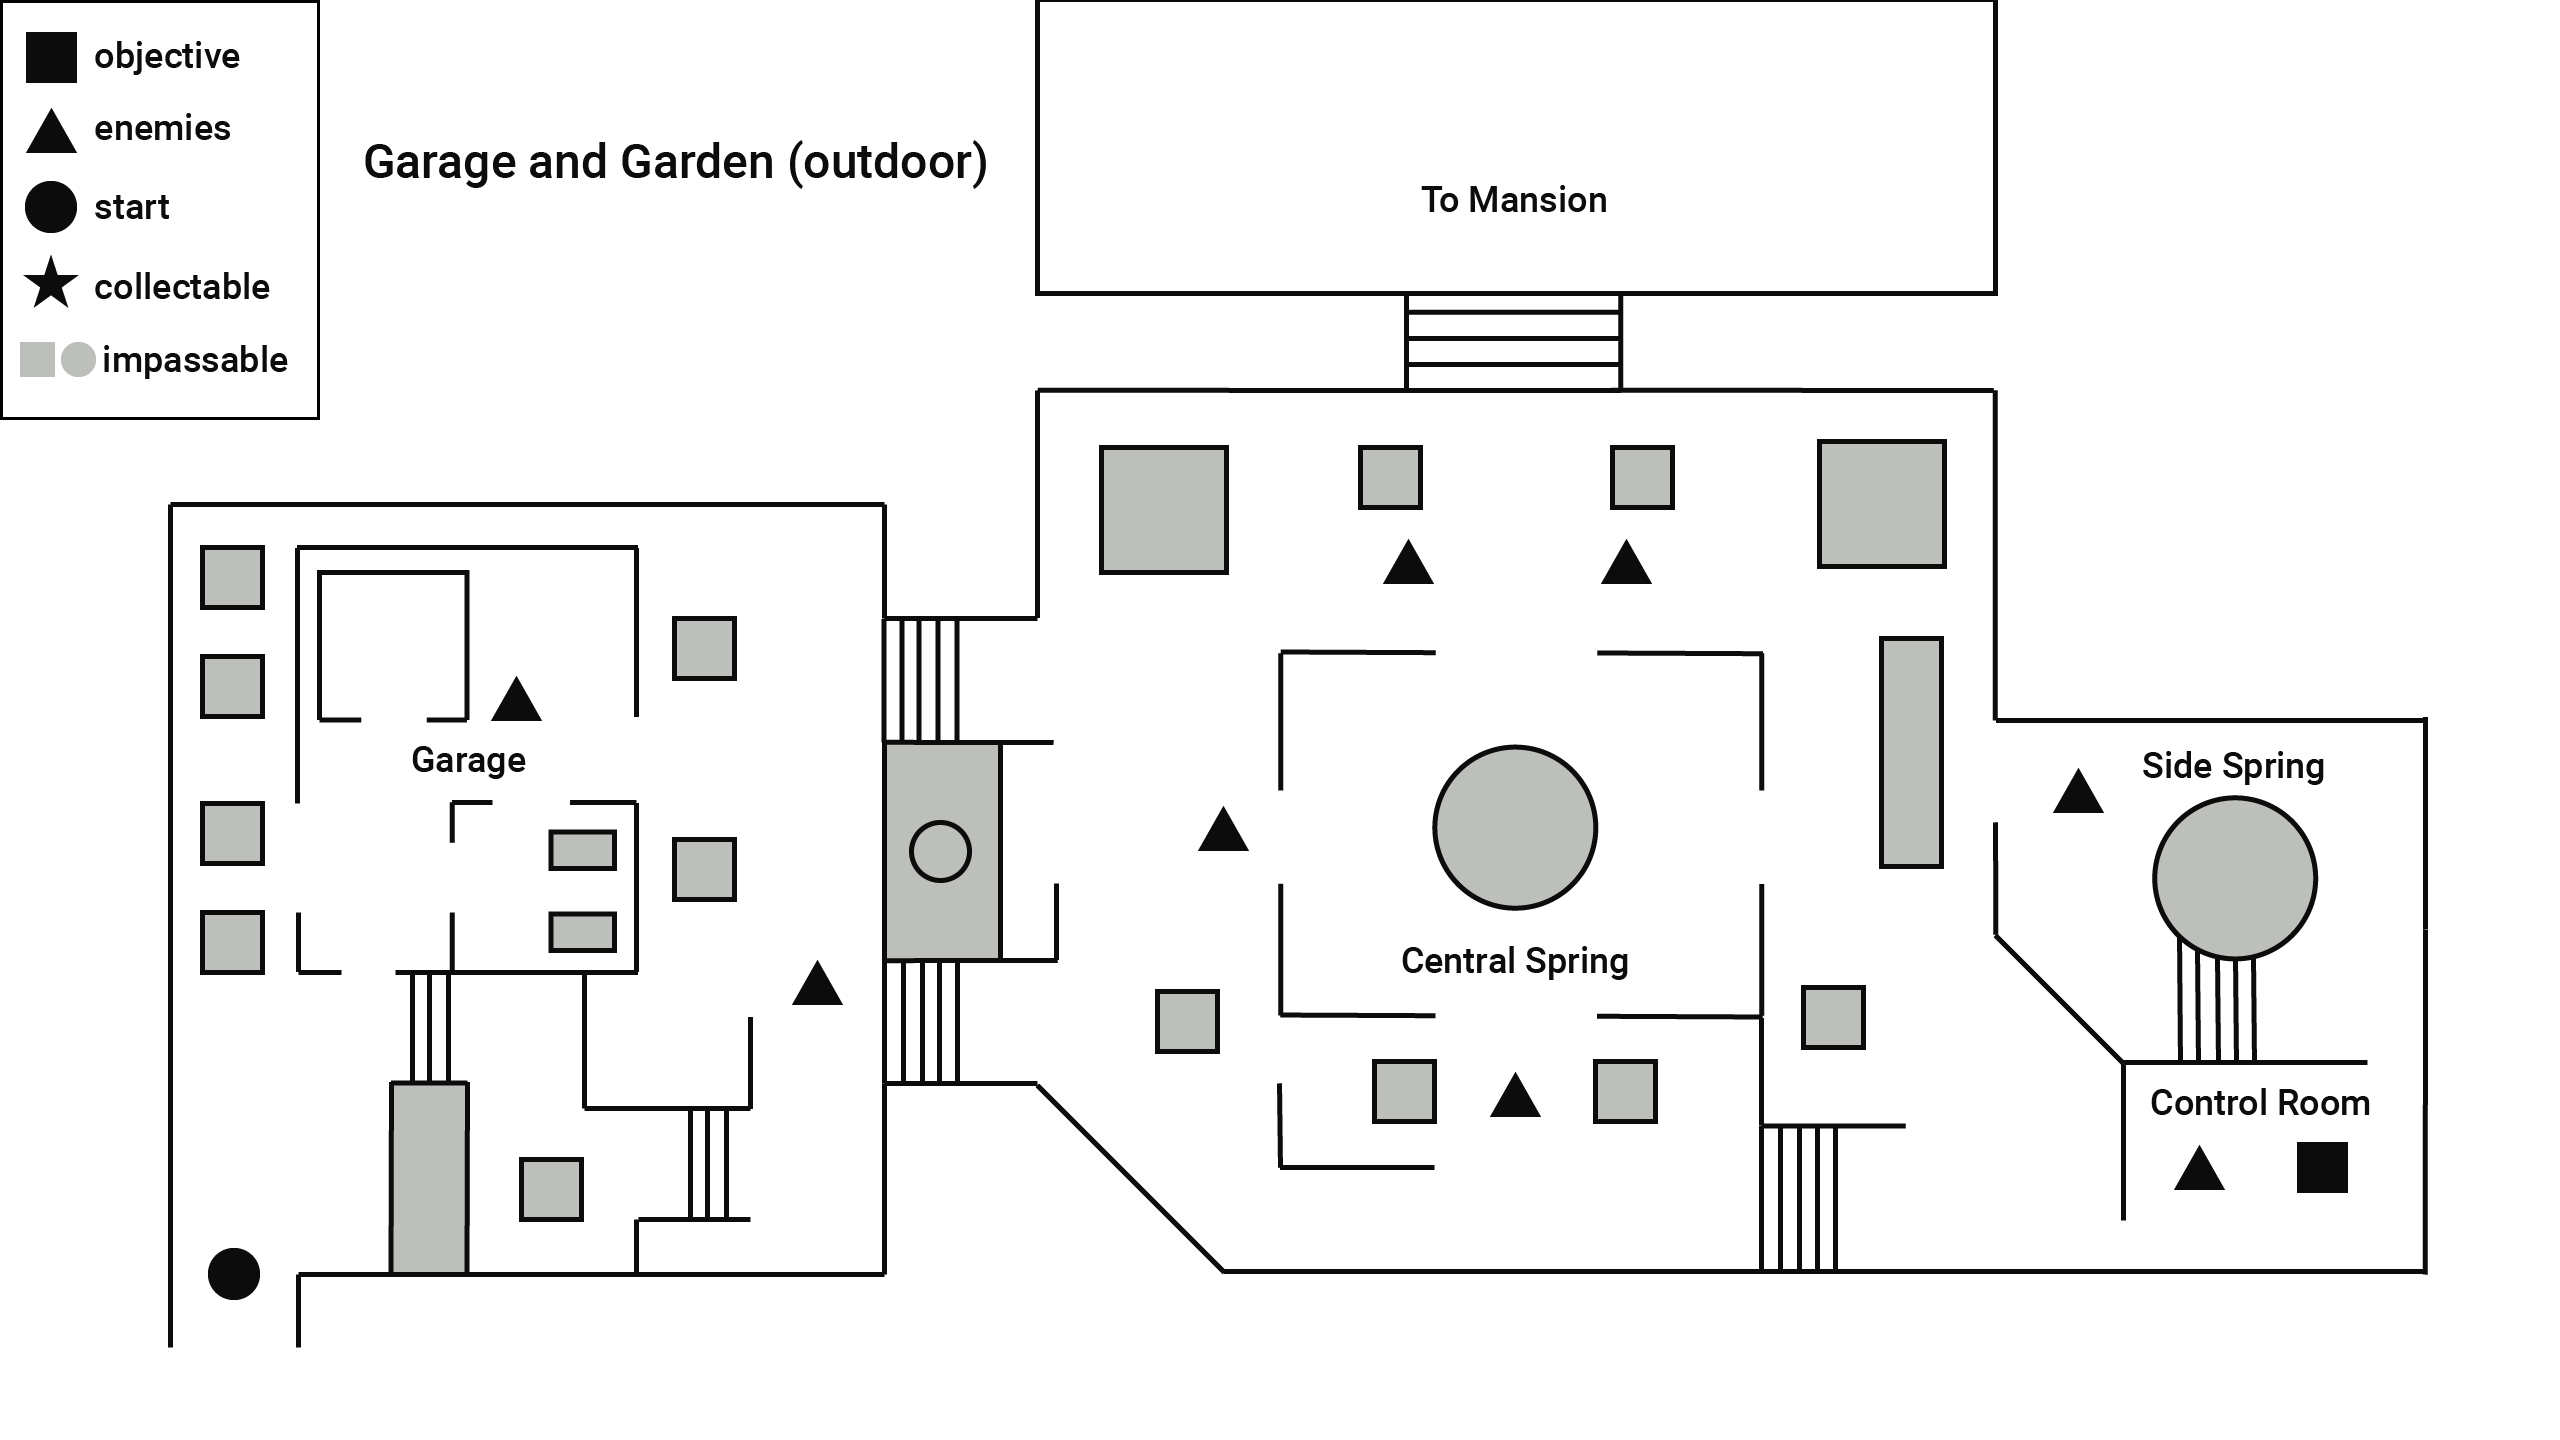 objective
enemies
start
collectable
impassable
Garage and Garden (outdoor)
To Mansion
Garage
Side Spring
Central Spring
Control Room